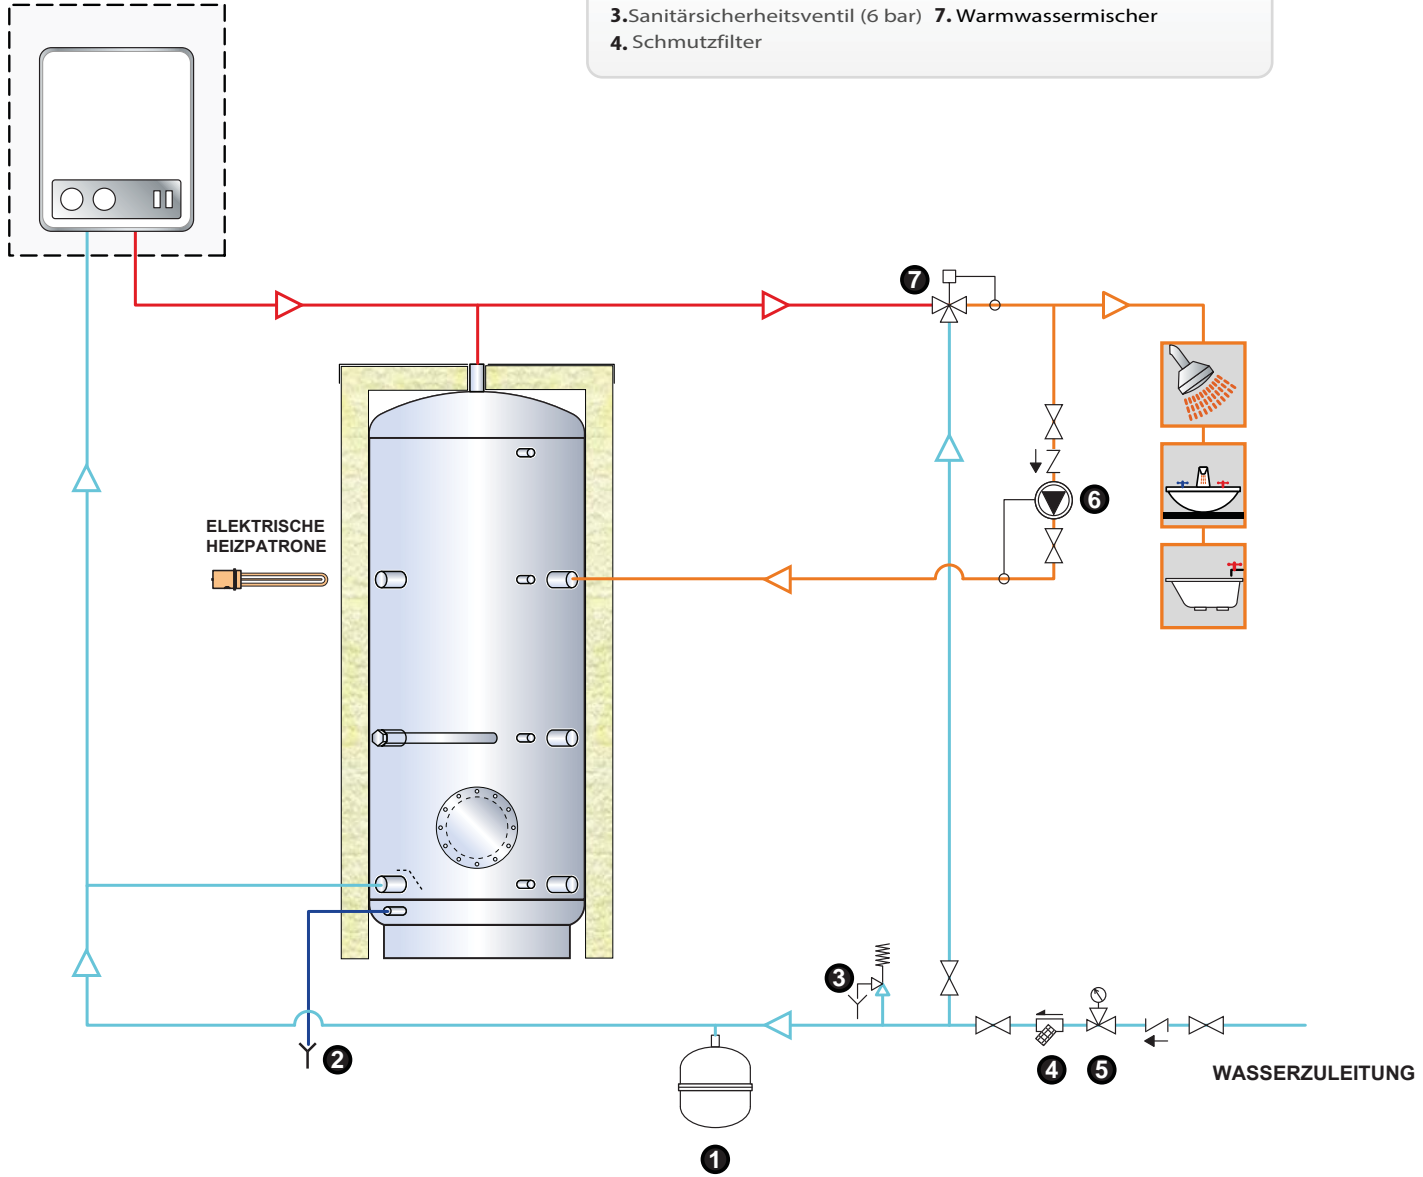 3.Sanitärsicherheitsventil (6 bar) 7. Warmwassermischer
4. Schmutzfilter
7
6
ELEKTRISCHE
HEIZPATRONE
3
2
4 5
WASSERZULEITUNG
1